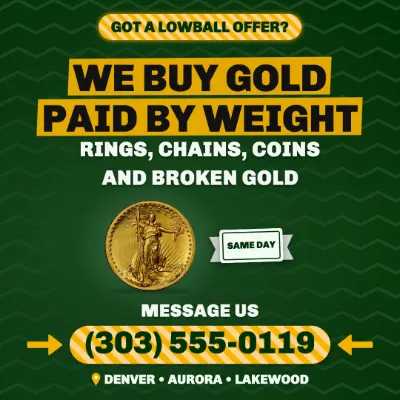 GOT A LOWBALL OFFER?
WE BUY GOLD
PAID BY WEIGHT
RINGS, CHAINS, COINS
AND BROKEN GOLD
SAME DAY
MESSAGE US
(303) 555-0119
DENVER • AURORA • LAKEWOOD